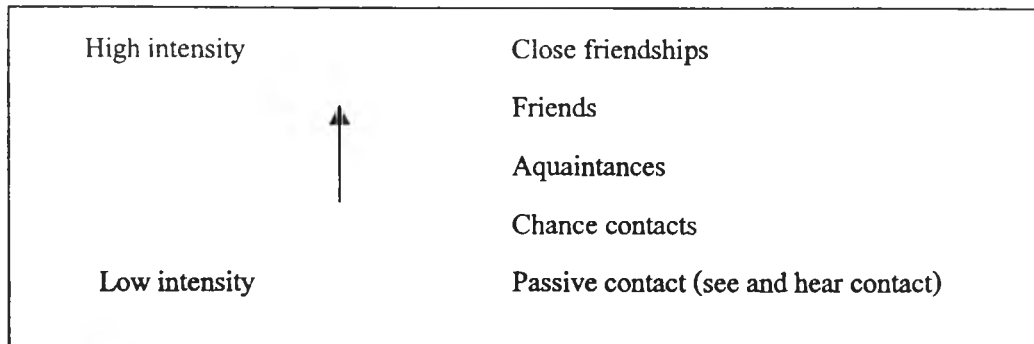 High intensity Close friendships
Friends
Aquaintances
Chance contacts
Low intensity Passive contact (see and hear contact)